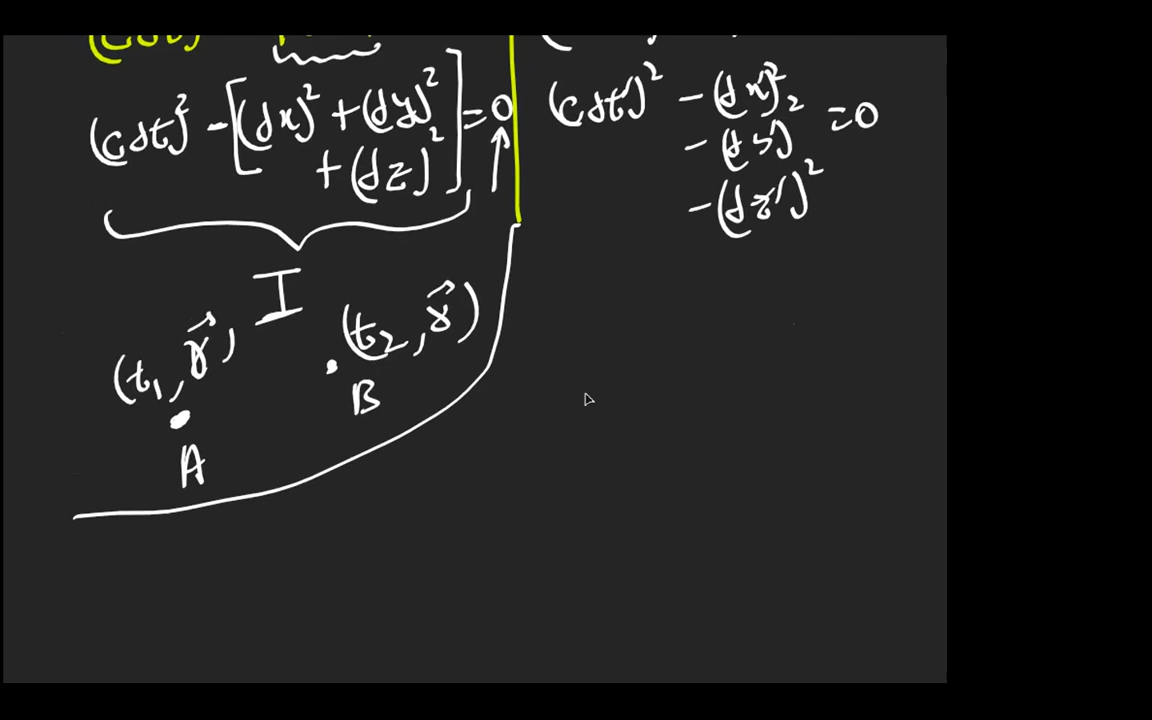 (cdt)² - [(dx)² + (dy)² + (dz)²] = 0
I
(t₁, r⃗)
A
(t₂, r⃗)
B
(cdt')² - (dx')² - (dy')² - (dz')² = 0